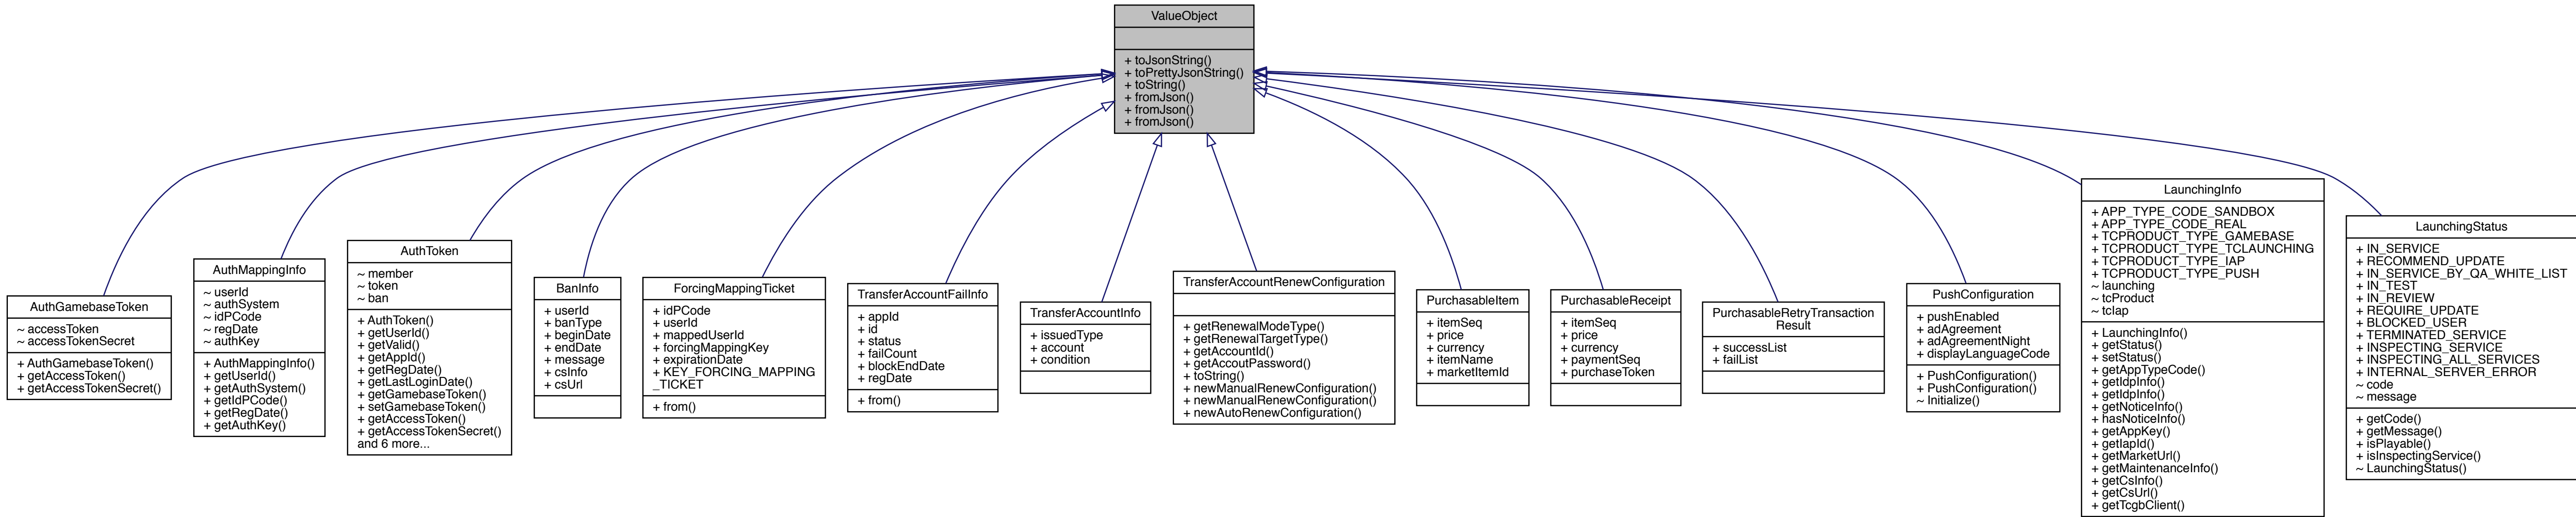 ValueObject
+ toJsonString()
+ toPrettyJsonString()
+ toString()
+ fromJson()
+ fromJson()
+ fromJson()
AuthGamebaseToken
~ accessToken
~ accessTokenSecret
+ AuthGamebaseToken()
+ getAccessToken()
+ getAccessTokenSecret()
AuthMappingInfo
~ userId
~ authSystem
~ idPCode
~ regDate
~ authKey
+ AuthMappingInfo()
+ getUserId()
+ getAuthSystem()
+ getIdPCode()
+ getRegDate()
+ getAuthKey()
AuthToken
~ member
~ token
~ ban
+ AuthToken()
+ getUserId()
+ getValid()
+ getAppId()
+ getRegDate()
+ getLastLoginDate()
+ getGamebaseToken()
+ setGamebaseToken()
+ getAccessToken()
+ getAccessTokenSecret()
and 6 more...
BanInfo
+ userId
+ banType
+ beginDate
+ endDate
+ message
+ csInfo
+ csUrl
ForcingMappingTicket
+ idPCode
+ userId
+ mappedUserId
+ forcingMappingKey
+ expirationDate
+ KEY_FORCING_MAPPING
_TICKET
+ from()
TransferAccountFailInfo
+ appId
+ id
+ status
+ failCount
+ blockEndDate
+ regDate
+ from()
TransferAccountInfo
+ issuedType
+ account
+ condition
TransferAccountRenewConfiguration
+ getRenewalModeType()
+ getRenewalTargetType()
+ getAccountId()
+ getAccoutPassword()
+ toString()
+ newManualRenewConfiguration()
+ newManualRenewConfiguration()
+ newAutoRenewConfiguration()
PurchasableItem
+ itemSeq
+ price
+ currency
+ itemName
+ marketItemId
PurchasableReceipt
+ itemSeq
+ price
+ currency
+ paymentSeq
+ purchaseToken
PurchasableRetryTransaction
Result
+ successList
+ failList
PushConfiguration
+ pushEnabled
+ adAgreement
+ adAgreementNight
+ displayLanguageCode
+ PushConfiguration()
+ PushConfiguration()
~ Initialize()
LaunchingInfo
+ APP_TYPE_CODE_SANDBOX
+ APP_TYPE_CODE_REAL
+ TCPRODUCT_TYPE_GAMEBASE
+ TCPRODUCT_TYPE_TCLAUNCHING
+ TCPRODUCT_TYPE_IAP
+ TCPRODUCT_TYPE_PUSH
~ launching
~ tcProduct
~ tcIap
+ LaunchingInfo()
+ getStatus()
+ setStatus()
+ getAppTypeCode()
+ getIdpInfo()
+ getIdpInfo()
+ getNoticeInfo()
+ hasNoticeInfo()
+ getAppKey()
+ getIapId()
+ getMarketUrl()
+ getMaintenanceInfo()
+ getCsInfo()
+ getCsUrl()
+ getTcgbClient()
LaunchingStatus
+ IN_SERVICE
+ RECOMMEND_UPDATE
+ IN_SERVICE_BY_QA_WHITE_LIST
+ IN_TEST
+ IN_REVIEW
+ REQUIRE_UPDATE
+ BLOCKED_USER
+ TERMINATED_SERVICE
+ INSPECTING_SERVICE
+ INSPECTING_ALL_SERVICES
+ INTERNAL_SERVER_ERROR
~ code
~ message
+ getCode()
+ getMessage()
+ isPlayable()
+ isInspectingService()
~ LaunchingStatus()